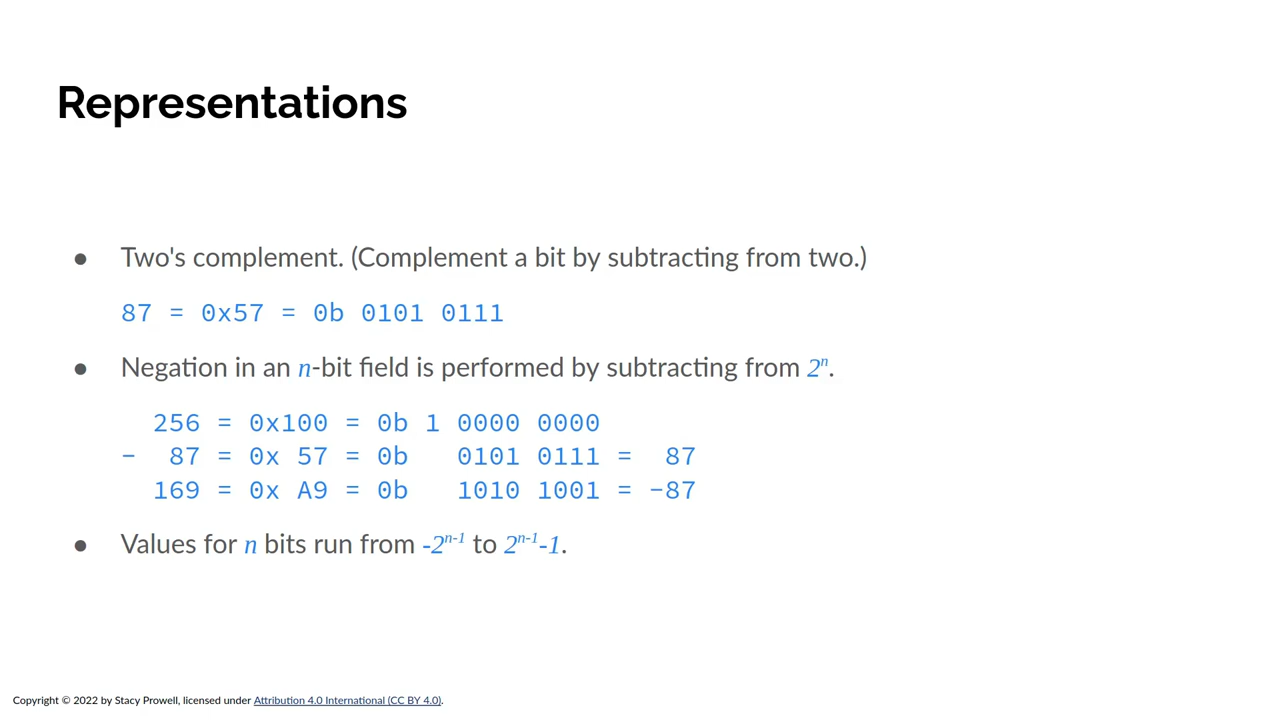 Representations
● Two's complement. (Complement a bit by subtracting from two.)
87 = 0x57 = 0b 0101 0111
● Negation in an n-bit field is performed by subtracting from 2ⁿ.
256 = 0x100 = 0b 1 0000 0000
− 87 = 0x 57 = 0b 0101 0111 = 87
169 = 0x A9 = 0b 1010 1001 = −87
● Values for n bits run from -2ⁿ⁻¹ to 2ⁿ⁻¹-1.
Copyright © 2022 by Stacy Prowell, licensed under Attribution 4.0 International (CC BY 4.0).